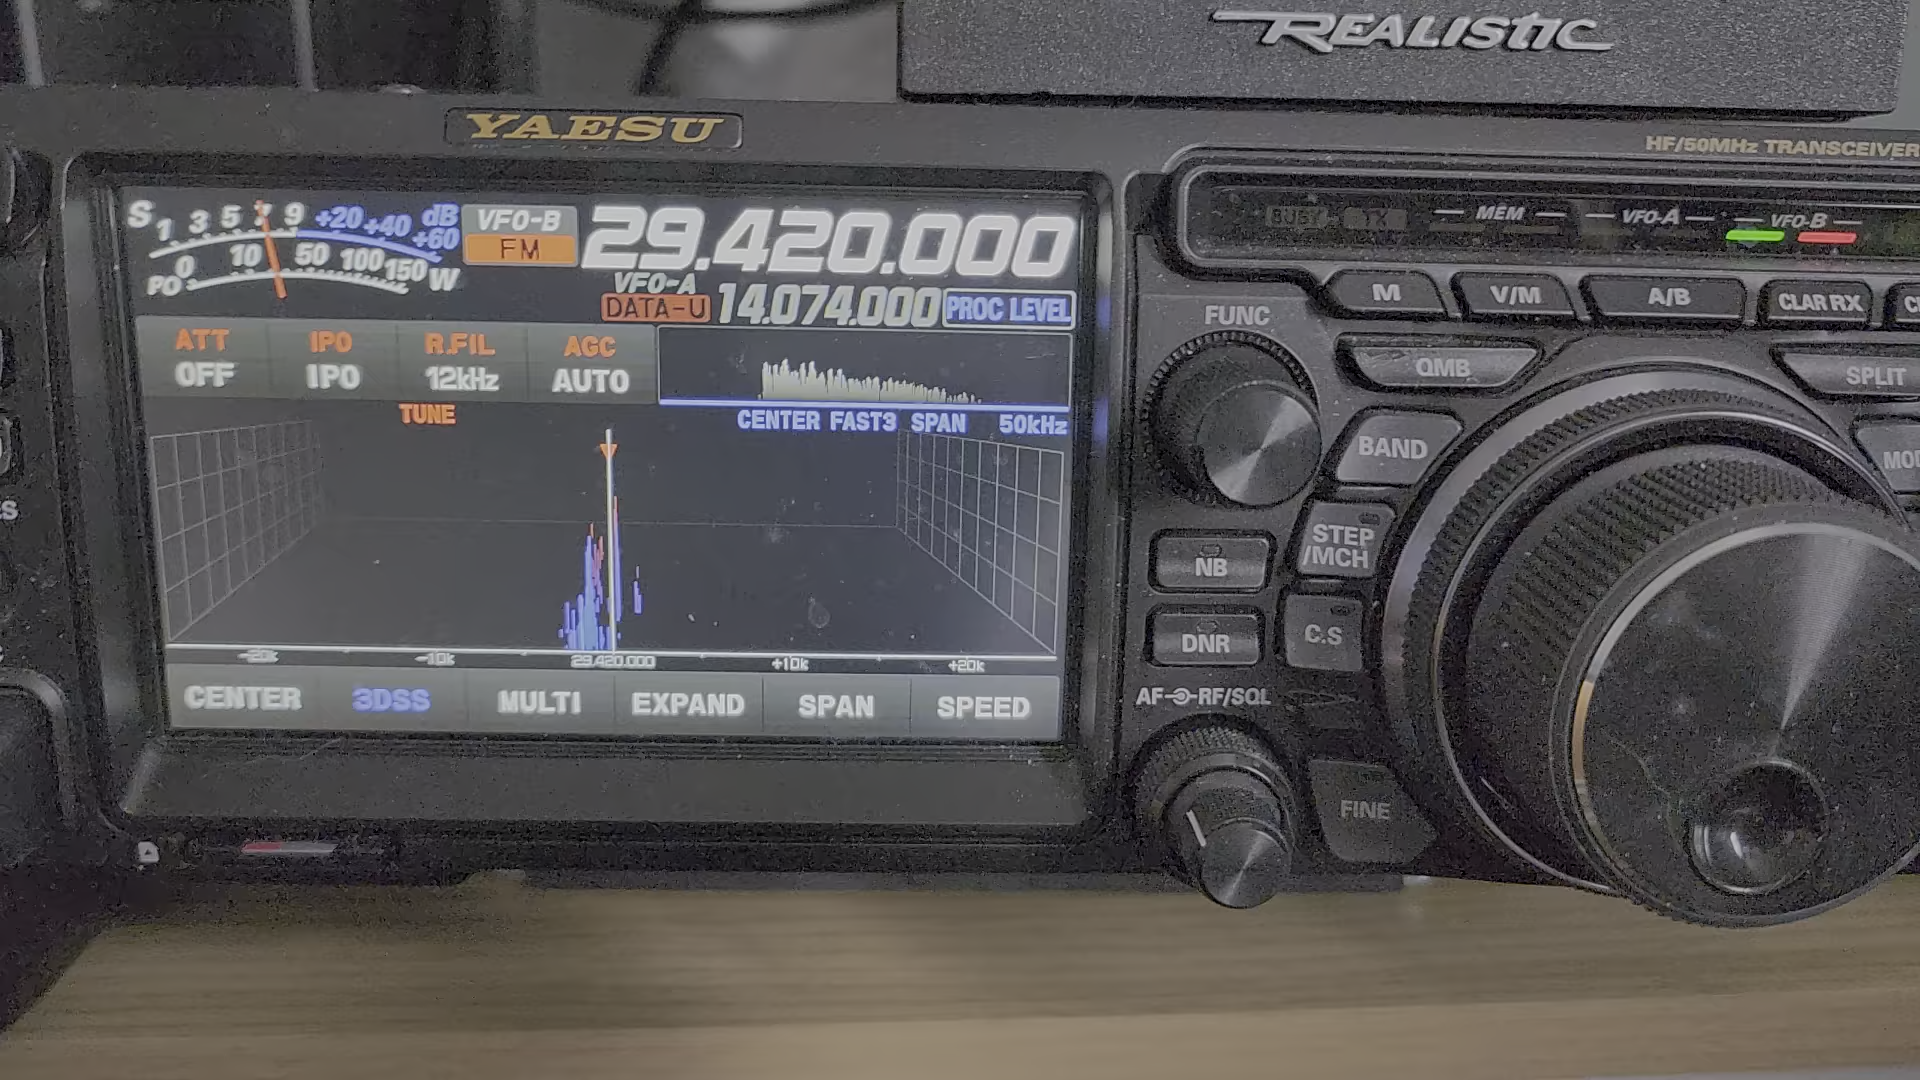 REALISTIC
YAESU
HF/50MHz TRANSCEIVER
S 1 3 5 7 9 +20 +40 +60 dB
PO 0 10 50 100 150 W
VFO-B
FM
29.420.000
VFO-A
DATA-U
14.074.000
PROC LEVEL
ATT IPO R.FIL AGC
OFF IPO 12kHz AUTO
TUNE
CENTER FAST3 SPAN 50kHz
-20k -10k 29.420.000 +10k +20k
CENTER 3DSS MULTI EXPAND SPAN SPEED
BUSY TX MEM VFO-A VFO-B
M V/M A/B CLAR RX
FUNC
QMB
SPLIT
BAND
STEP
/MCH
NB
DNR
C.S
AF RF/SQL
FINE